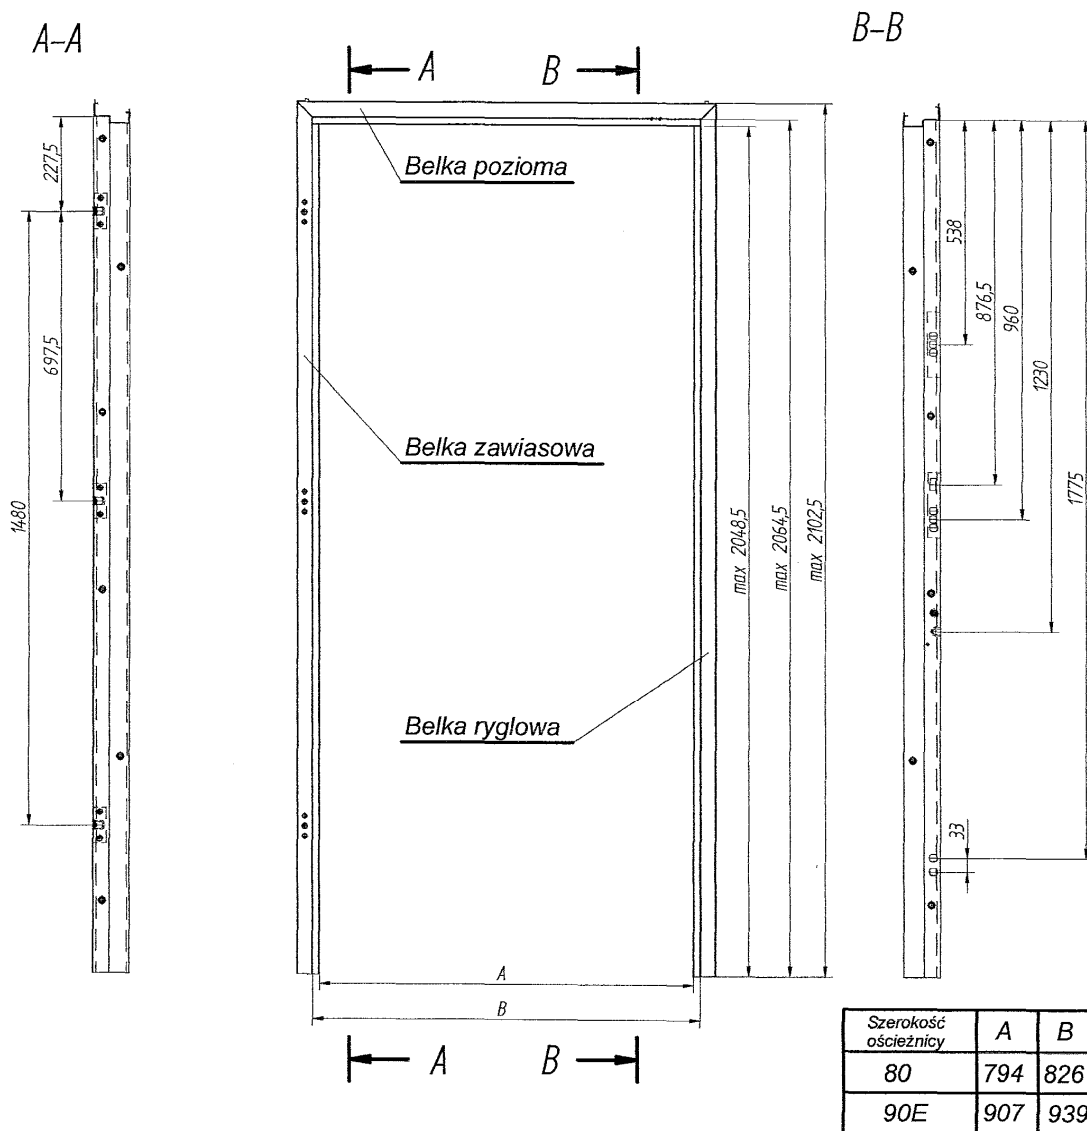 A-A
B-B
A
B
Belka pozioma
Belka zawiasowa
Belka ryglowa
227,5
697,5
1480
max 2048,5
max 2064,5
max 2102,5
538
876,5
960
1230
1775
33
A
B
A
B
Szerokość ościeżnicy A B
80 794 826
90E 907 939